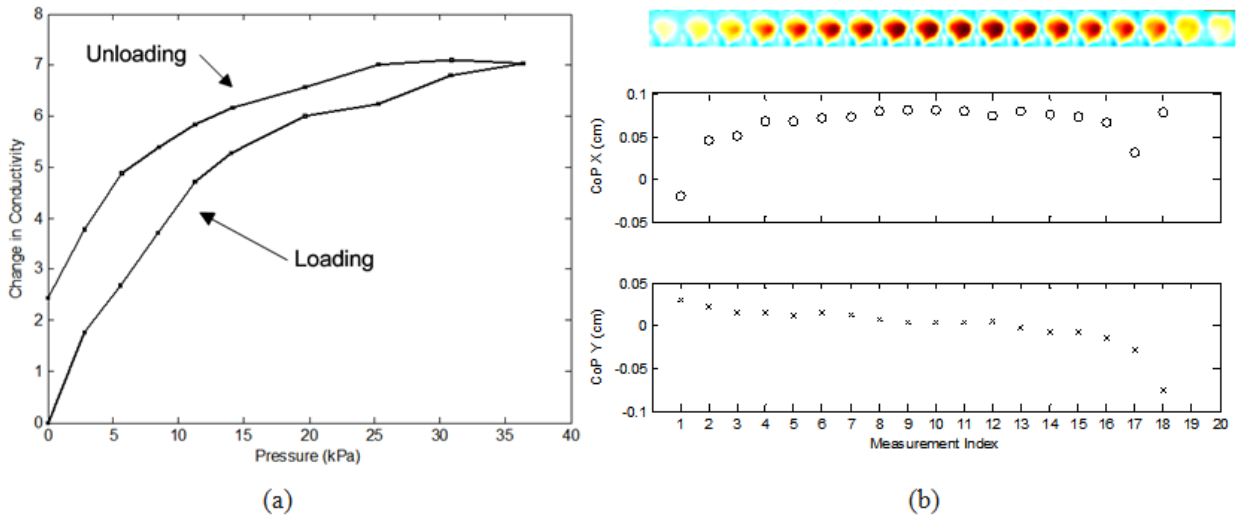 8
7
6
5
4
3
2
1
0
Change in Conductivity
Unloading
Loading
0 5 10 15 20 25 30 35 40
Pressure (kPa)
(a)
0.1
0.05
0
-0.05
CoP X (cm)
0.05
0
-0.05
-0.1
CoP Y (cm)
1 2 3 4 5 6 7 8 9 10 11 12 13 14 15 16 17 18 19 20
Measurement Index
(b)